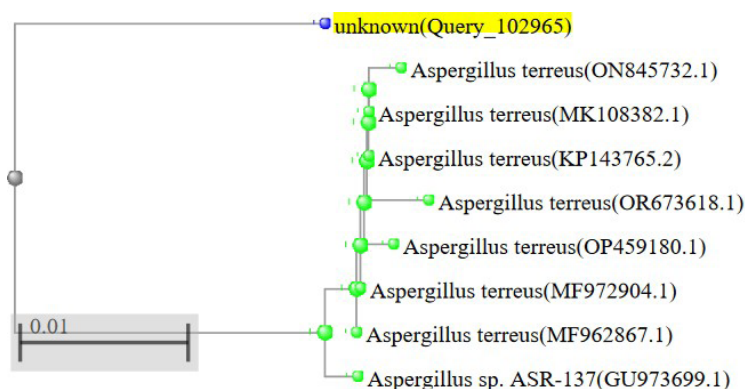 unknown(Query_102965)
Aspergillus terreus(ON845732.1)
Aspergillus terreus(MK108382.1)
Aspergillus terreus(KP143765.2)
Aspergillus terreus(OR673618.1)
Aspergillus terreus(OP459180.1)
Aspergillus terreus(MF972904.1)
0.01
Aspergillus terreus(MF962867.1)
Aspergillus sp. ASR-137(GU973699.1)